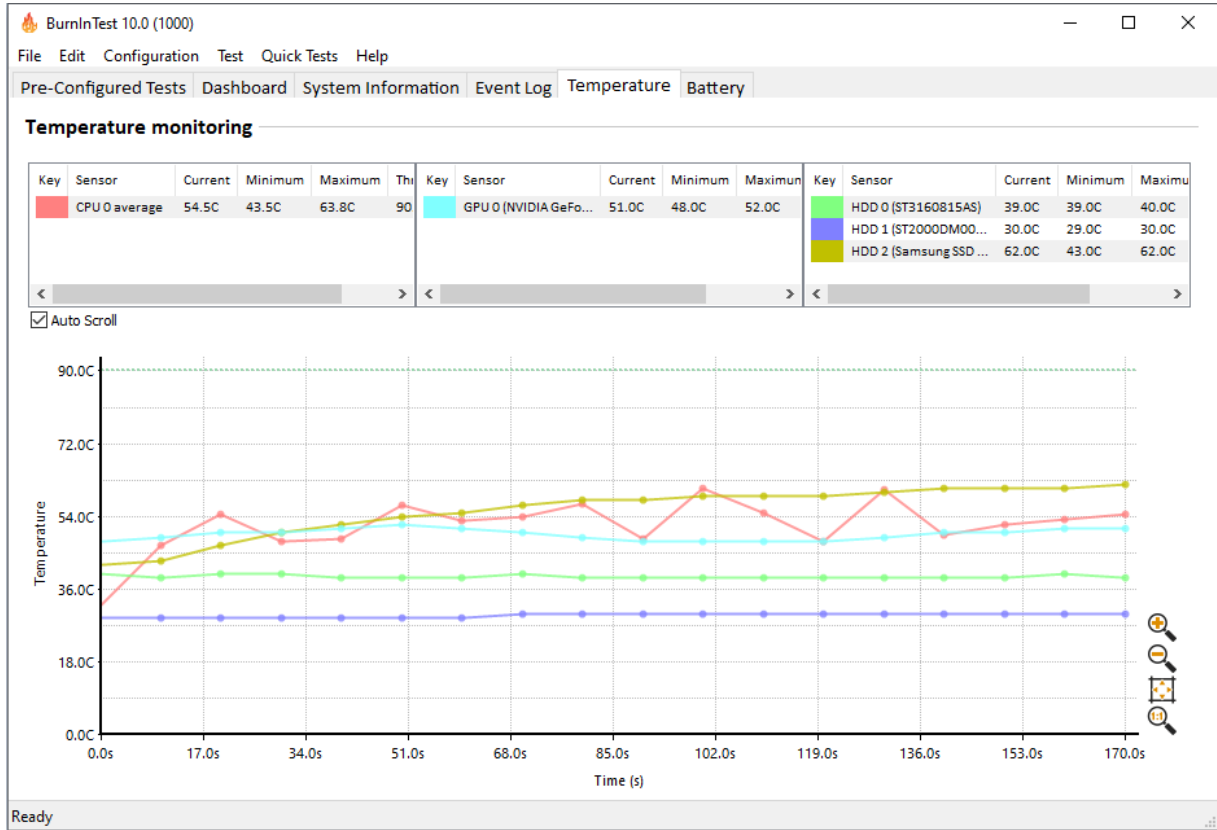 BurnInTest 10.0 (1000)
File Edit Configuration Test Quick Tests Help
Pre-Configured Tests Dashboard System Information Event Log Temperature Battery
Temperature monitoring
Key Sensor Current Minimum Maximum Thr
CPU 0 average 54.5C 43.5C 63.8C 90
Key Sensor Current Minimum Maximun
GPU 0 (NVIDIA GeFo... 51.0C 48.0C 52.0C
Key Sensor Current Minimum Maximu
HDD 0 (ST3160815AS) 39.0C 39.0C 40.0C
HDD 1 (ST2000DM00... 30.0C 29.0C 30.0C
HDD 2 (Samsung SSD ... 62.0C 43.0C 62.0C
Auto Scroll
90.0C
72.0C
54.0C
36.0C
18.0C
0.0C
Temperature
0.0s 17.0s 34.0s 51.0s 68.0s 85.0s 102.0s 119.0s 136.0s 153.0s 170.0s
Time (s)
1:1
Ready